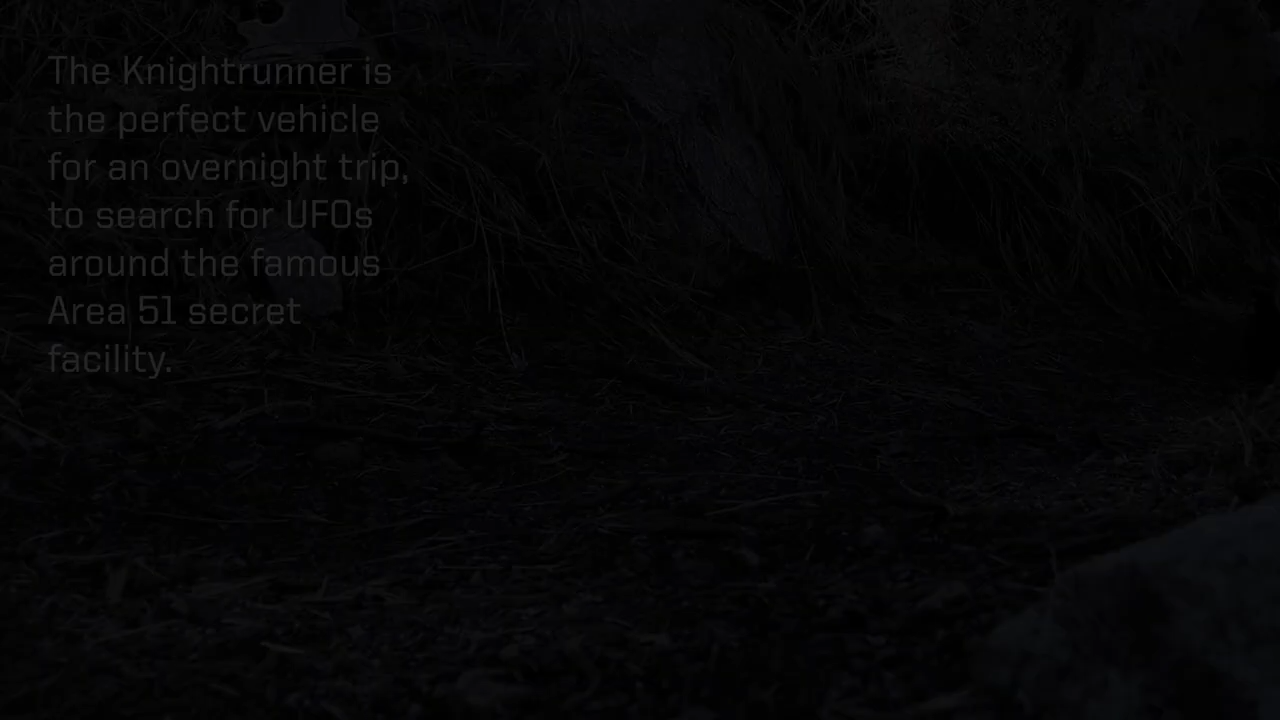 The Knightrunner is
the perfect vehicle
for an overnight trip,
to search for UFOs
around the famous
Area 51 secret
facility.